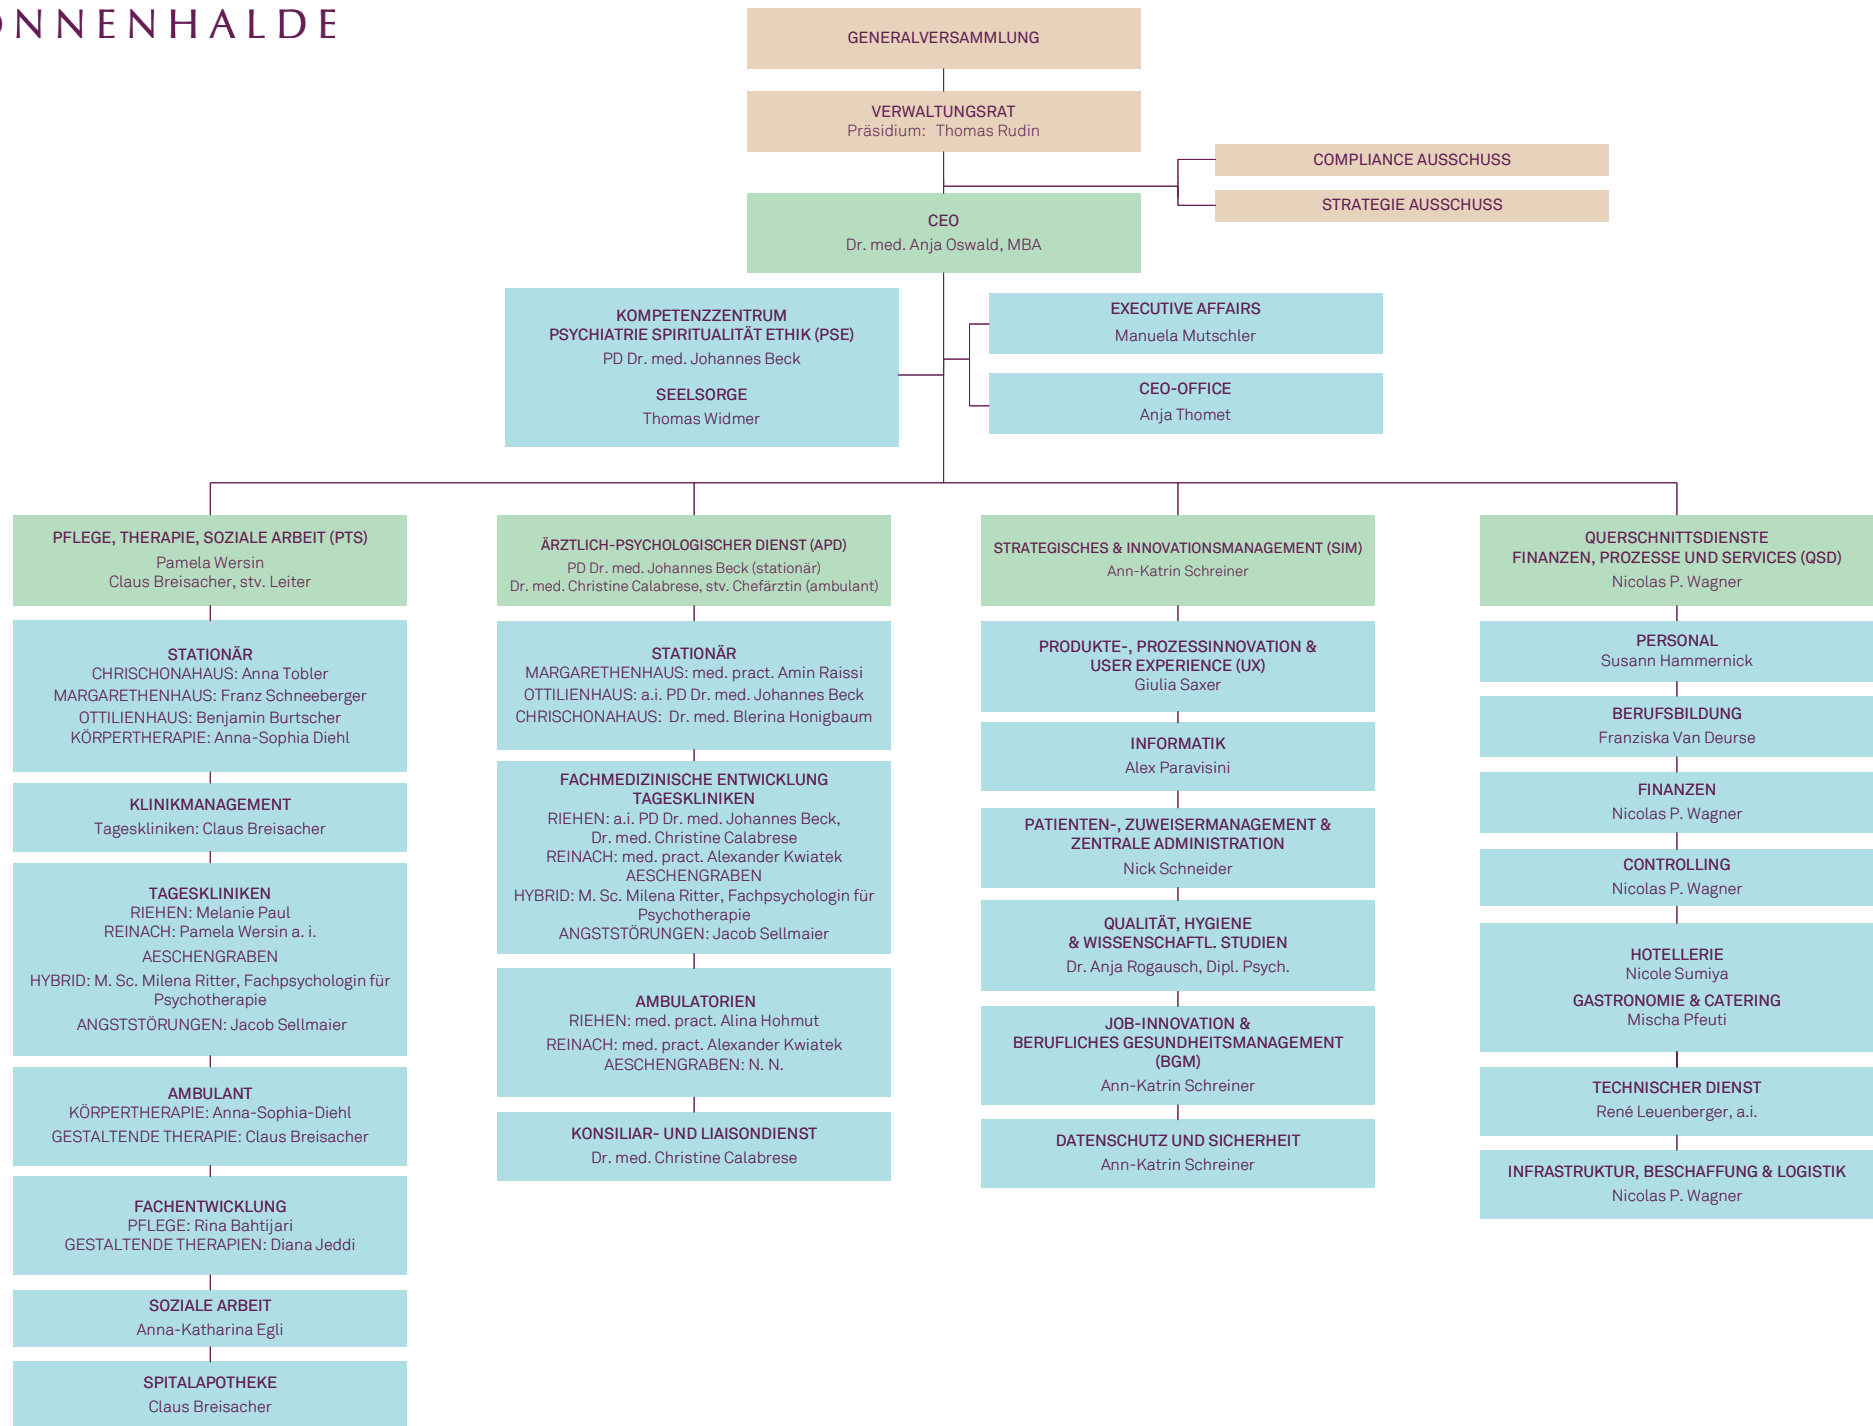 ONNENHALDE
GENERALVERSAMMLUNG
VERWALTUNGSRAT
Präsidium: Thomas Rudin
COMPLIANCE AUSSCHUSS
STRATEGIE AUSSCHUSS
CEO
Dr. med. Anja Oswald, MBA
KOMPETENZZENTRUM
PSYCHIATRIE SPIRITUALITÄT ETHIK (PSE)
PD Dr. med. Johannes Beck
SEELSORGE
Thomas Widmer
EXECUTIVE AFFAIRS
Manuela Mutschler
CEO-OFFICE
Anja Thomet
PFLEGE, THERAPIE, SOZIALE ARBEIT (PTS)
Pamela Wersin
Claus Breisacher, stv. Leiter
STATIONÄR
CHRISCHONAHAUS: Anna Tobler
MARGARETHENHAUS: Franz Schneeberger
OTTILIENHAUS: Benjamin Burtscher
KÖRPERTHERAPIE: Anna-Sophia Diehl
KLINIKMANAGEMENT
Tageskliniken: Claus Breisacher
TAGESKLINIKEN
RIEHEN: Melanie Paul
REINACH: Pamela Wersin a. i.
AESCHENGRABEN
HYBRID: M. Sc. Milena Ritter, Fachpsychologin für
Psychotherapie
ANGSTSTÖRUNGEN: Jacob Sellmaier
AMBULANT
KÖRPERTHERAPIE: Anna-Sophia-Diehl
GESTALTENDE THERAPIE: Claus Breisacher
FACHENTWICKLUNG
PFLEGE: Rina Bahtijari
GESTALTENDE THERAPIEN: Diana Jeddi
SOZIALE ARBEIT
Anna-Katharina Egli
SPITALAPOTHEKE
Claus Breisacher
ÄRZTLICH-PSYCHOLOGISCHER DIENST (APD)
PD Dr. med. Johannes Beck (stationär)
Dr. med. Christine Calabrese, stv. Chefärztin (ambulant)
STATIONÄR
MARGARETHENHAUS: med. pract. Amin Raissi
OTTILIENHAUS: a.i. PD Dr. med. Johannes Beck
CHRISCHONAHAUS: Dr. med. Blerina Honigbaum
FACHMEDIZINISCHE ENTWICKLUNG
TAGESKLINIKEN
RIEHEN: a.i. PD Dr. med. Johannes Beck,
Dr. med. Christine Calabrese
REINACH: med. pract. Alexander Kwiatek
AESCHENGRABEN
HYBRID: M. Sc. Milena Ritter, Fachpsychologin für
Psychotherapie
ANGSTSTÖRUNGEN: Jacob Sellmaier
AMBULATORIEN
RIEHEN: med. pract. Alina Hohmut
REINACH: med. pract. Alexander Kwiatek
AESCHENGRABEN: N. N.
KONSILIAR- UND LIAISONDIENST
Dr. med. Christine Calabrese
STRATEGISCHES & INNOVATIONSMANAGEMENT (SIM)
Ann-Katrin Schreiner
PRODUKTE-, PROZESSINNOVATION &
USER EXPERIENCE (UX)
Giulia Saxer
INFORMATIK
Alex Paravisini
PATIENTEN-, ZUWEISERMANAGEMENT &
ZENTRALE ADMINISTRATION
Nick Schneider
QUALITÄT, HYGIENE
& WISSENSCHAFTL. STUDIEN
Dr. Anja Rogausch, Dipl. Psych.
JOB-INNOVATION &
BERUFLICHES GESUNDHEITSMANAGEMENT
(BGM)
Ann-Katrin Schreiner
DATENSCHUTZ UND SICHERHEIT
Ann-Katrin Schreiner
QUERSCHNITTSDIENSTE
FINANZEN, PROZESSE UND SERVICES (QSD)
Nicolas P. Wagner
PERSONAL
Susann Hammernick
BERUFSBILDUNG
Franziska Van Deurse
FINANZEN
Nicolas P. Wagner
CONTROLLING
Nicolas P. Wagner
HOTELLERIE
Nicole Sumiya
GASTRONOMIE & CATERING
Mischa Pfeuti
TECHNISCHER DIENST
René Leuenberger, a.i.
INFRASTRUKTUR, BESCHAFFUNG & LOGISTIK
Nicolas P. Wagner